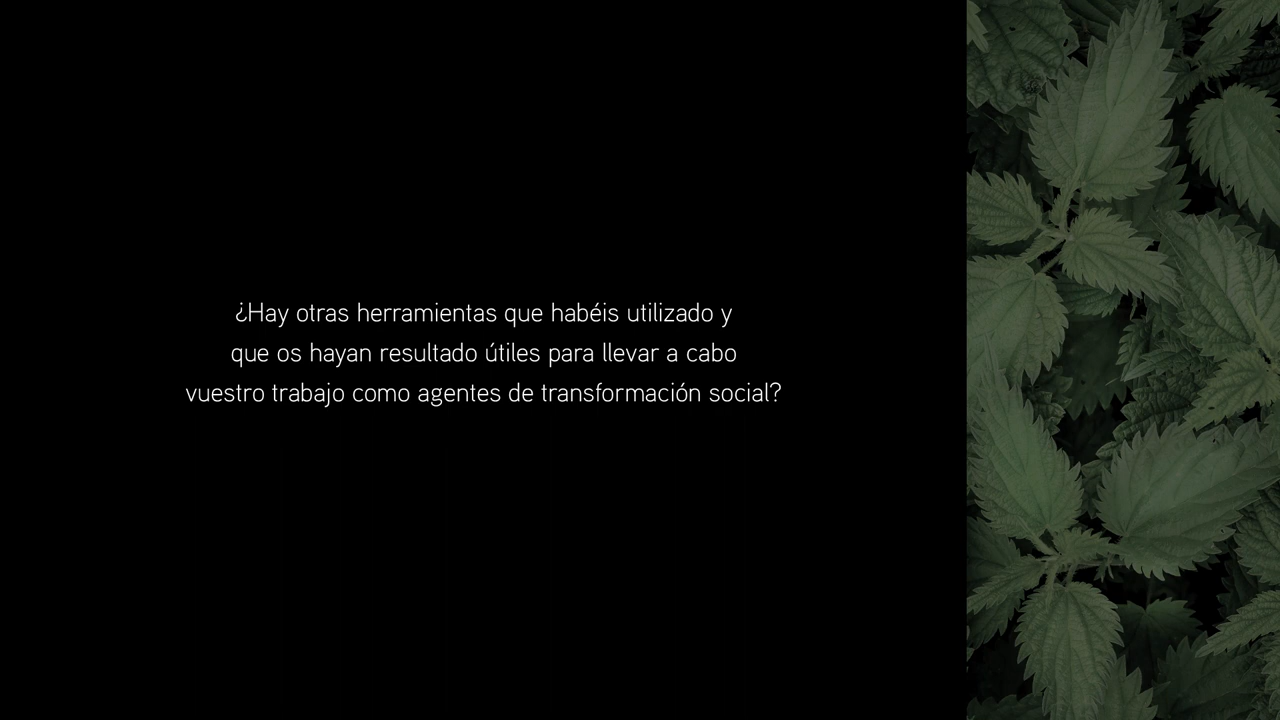 ¿Hay otras herramientas que habéis utilizado y
que os hayan resultado útiles para llevar a cabo
vuestro trabajo como agentes de transformación social?